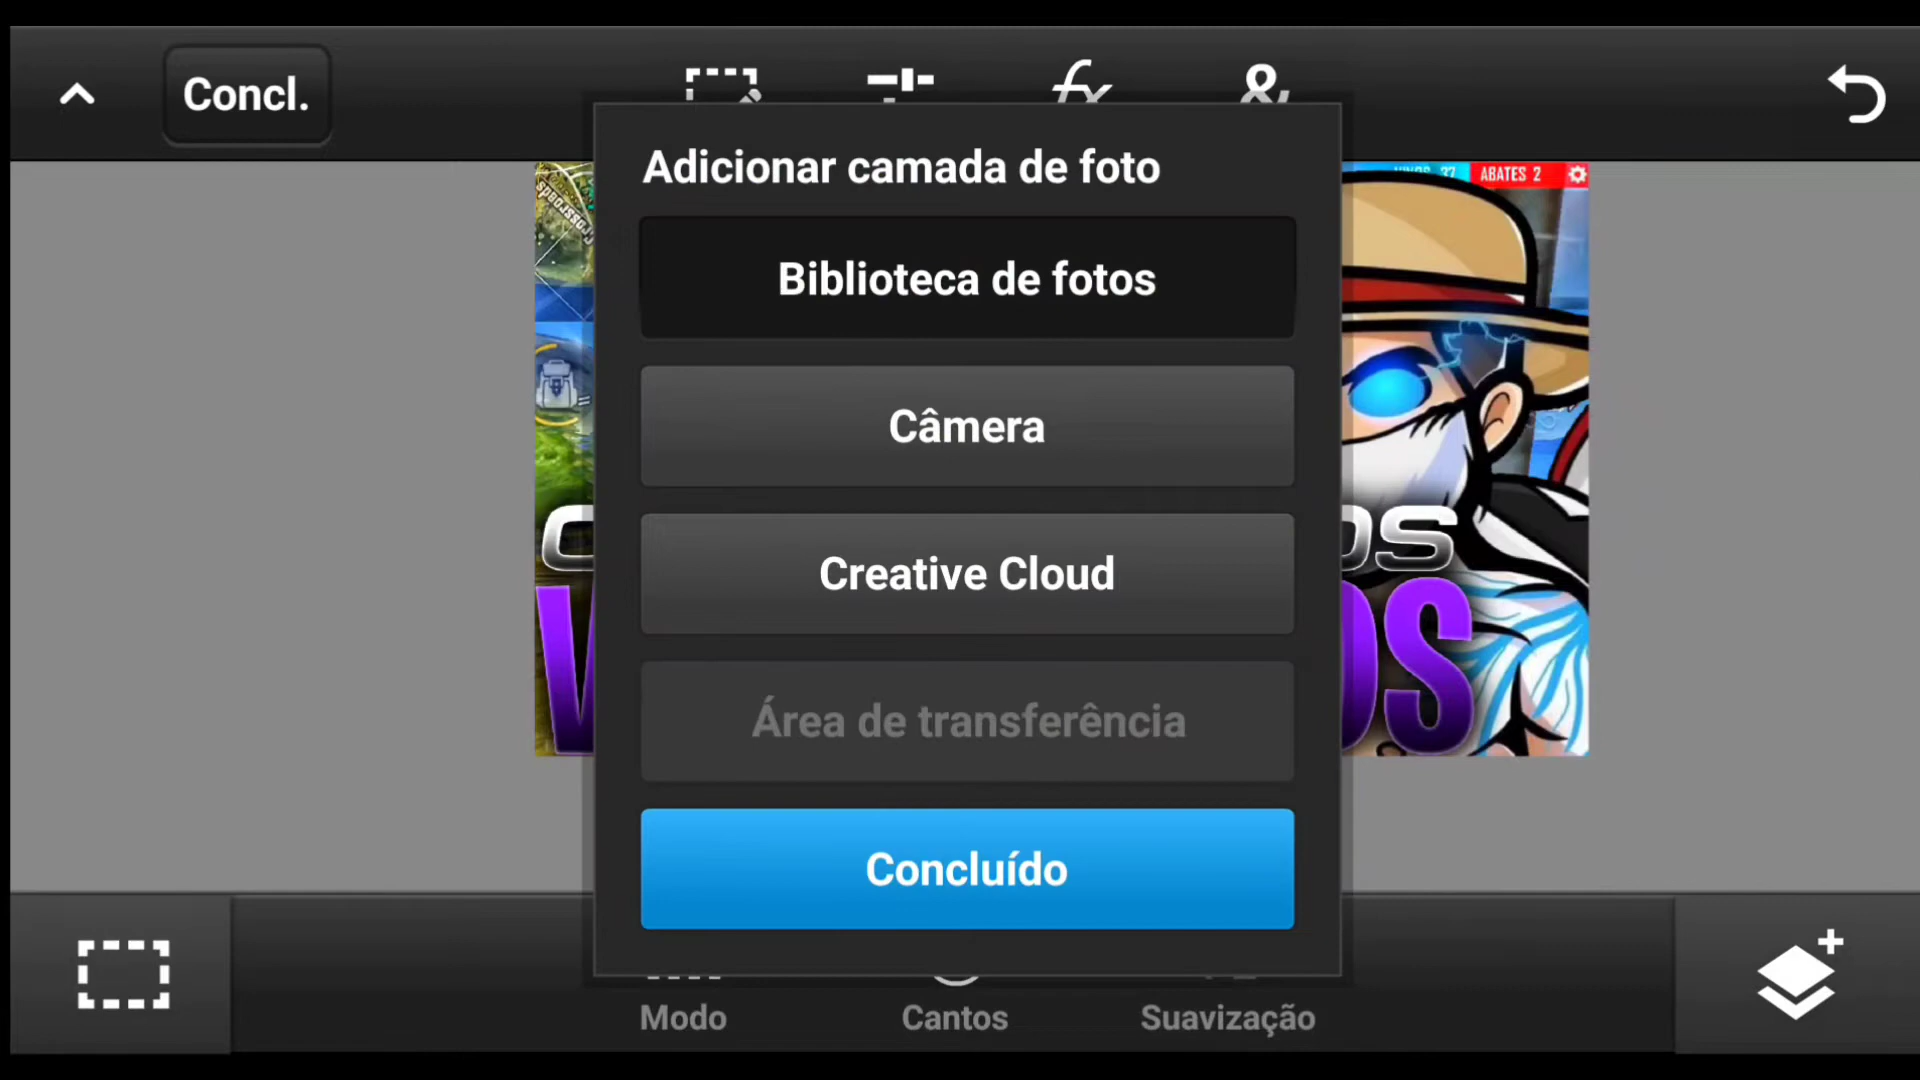 Concl.
fx
&
Adicionar camada de foto
ABATES 2
Biblioteca de fotos
Câmera
Creative Cloud
Área de transferência
Concluído
Modo
Cantos
Suavização